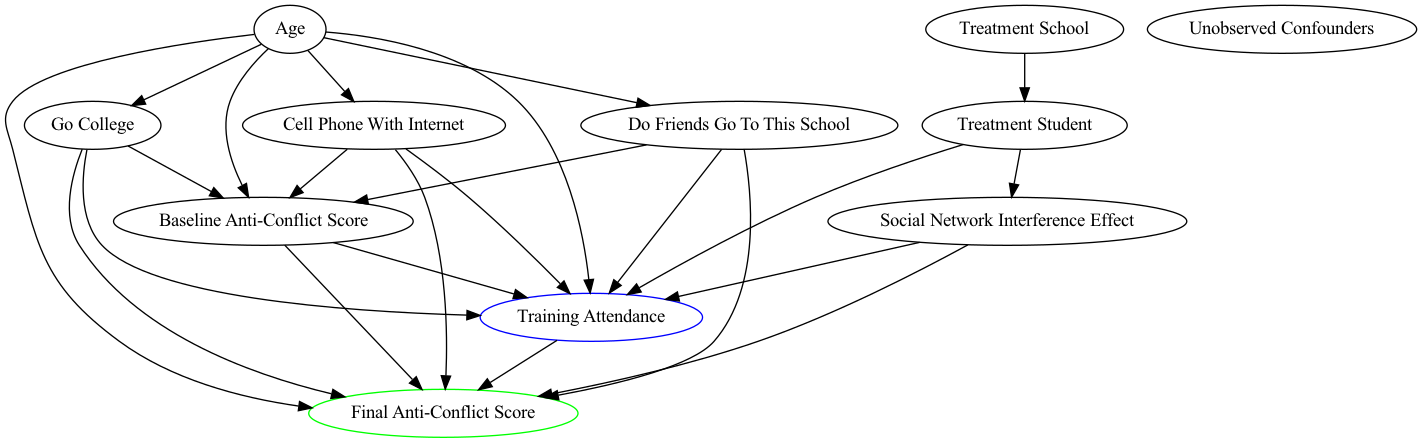 Age
Treatment School
Unobserved Confounders
Go College
Cell Phone With Internet
Do Friends Go To This School
Treatment Student
Baseline Anti-Conflict Score
Social Network Interference Effect
Training Attendance
Final Anti-Conflict Score